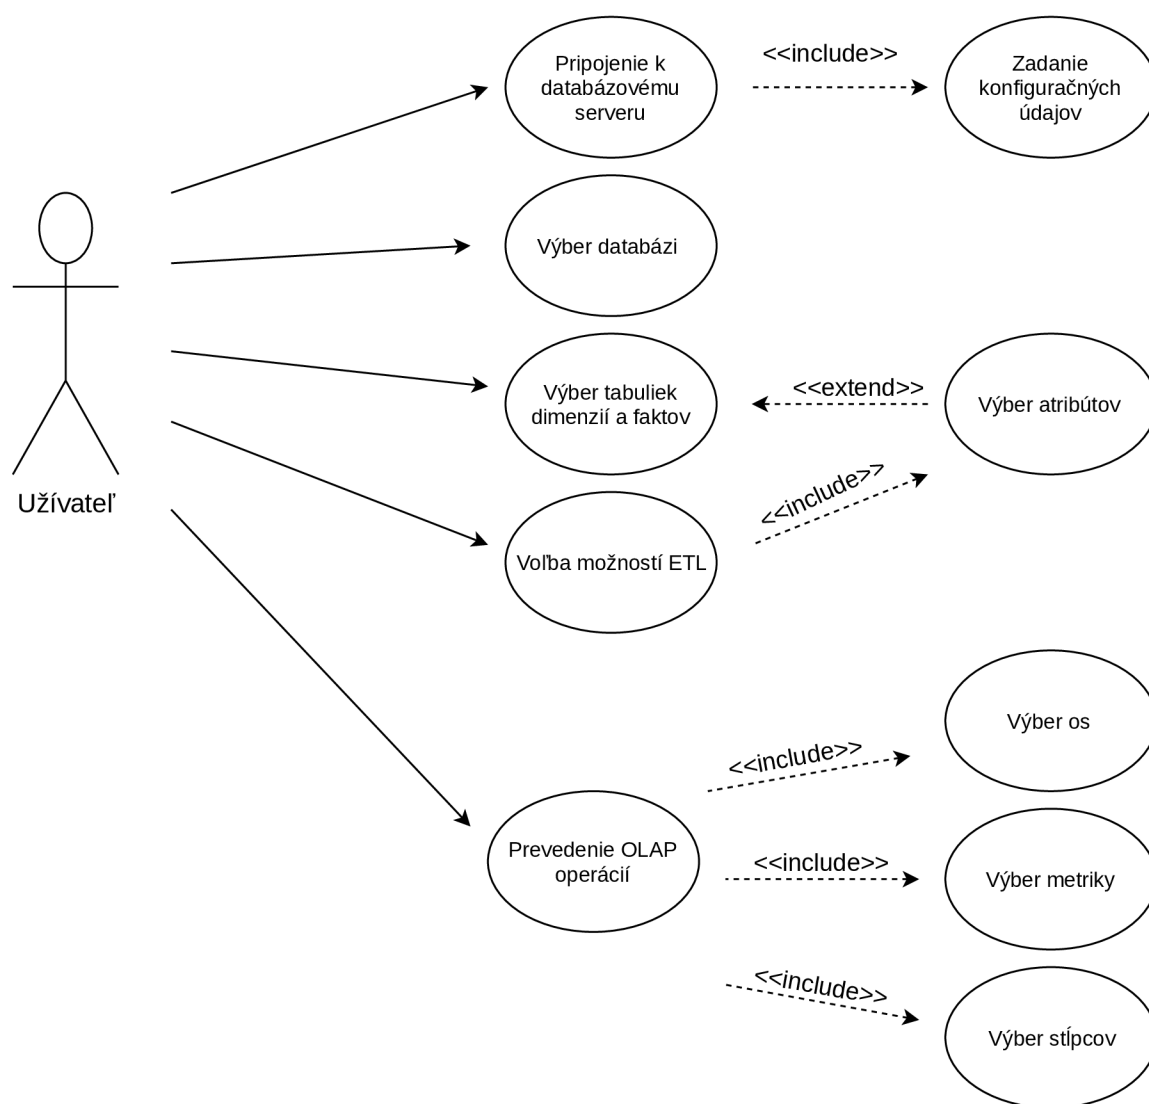 Pripojenie k
databázovému
serveru
<<include>>
Zadanie
konfiguračných
údajov
Výber databázi
Užívateľ
Výber tabuliek
dimenzií a faktov
<<extend>>
Výber atribútov
<<include>>
Voľba možností ETL
Výber os
<<include>>
Prevedenie OLAP
operácií
<<include>>
Výber metriky
<<include>>
Výber stĺpcov